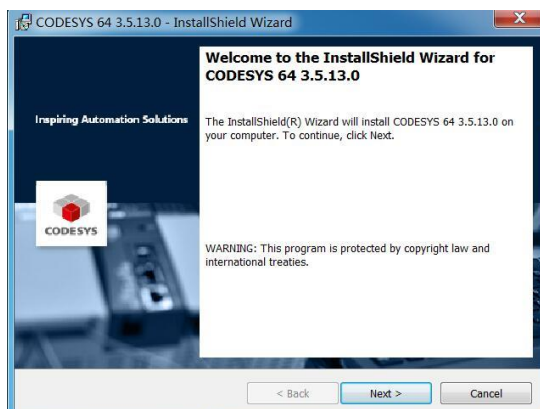 CODESYS 64 3.5.13.0 - InstallShield Wizard
Welcome to the InstallShield Wizard for
CODESYS 64 3.5.13.0
Inspiring Automation Solutions
The InstallShield(R) Wizard will install CODESYS 64 3.5.13.0 on
your computer. To continue, click Next.
CODESYS
WARNING: This program is protected by copyright law and
international treaties.
< Back
Next >
Cancel